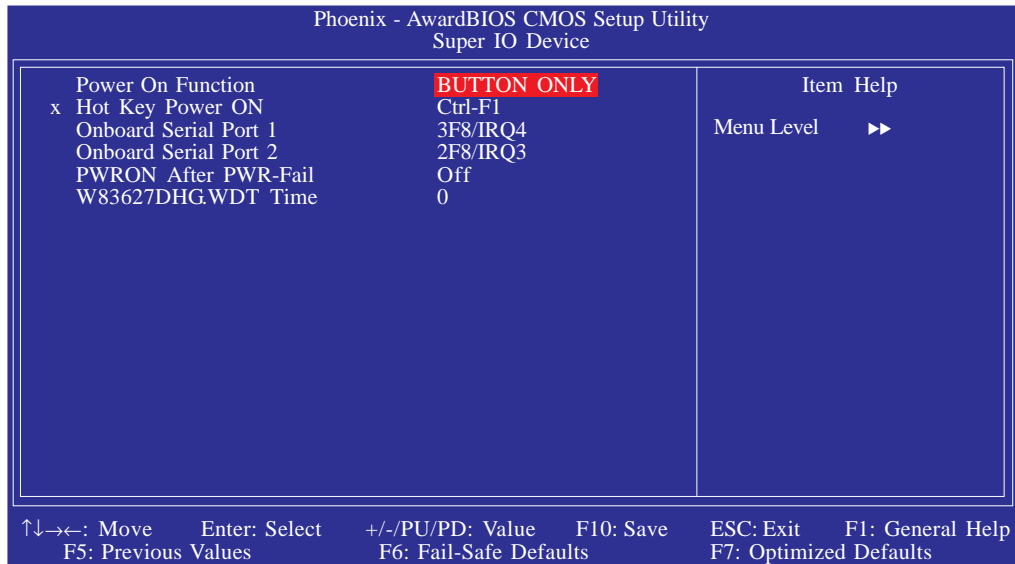 Phoenix - AwardBIOS CMOS Setup Utility
Super IO Device
Power On Function BUTTON ONLY
x Hot Key Power ON Ctrl-F1
Onboard Serial Port 1 3F8/IRQ4
Onboard Serial Port 2 2F8/IRQ3
PWRON After PWR-Fail Off
W83627DHG.WDT Time 0
Item Help
Menu Level ▶▶
↑↓→←: Move Enter: Select +/-/PU/PD: Value F10: Save ESC: Exit F1: General Help
F5: Previous Values F6: Fail-Safe Defaults F7: Optimized Defaults